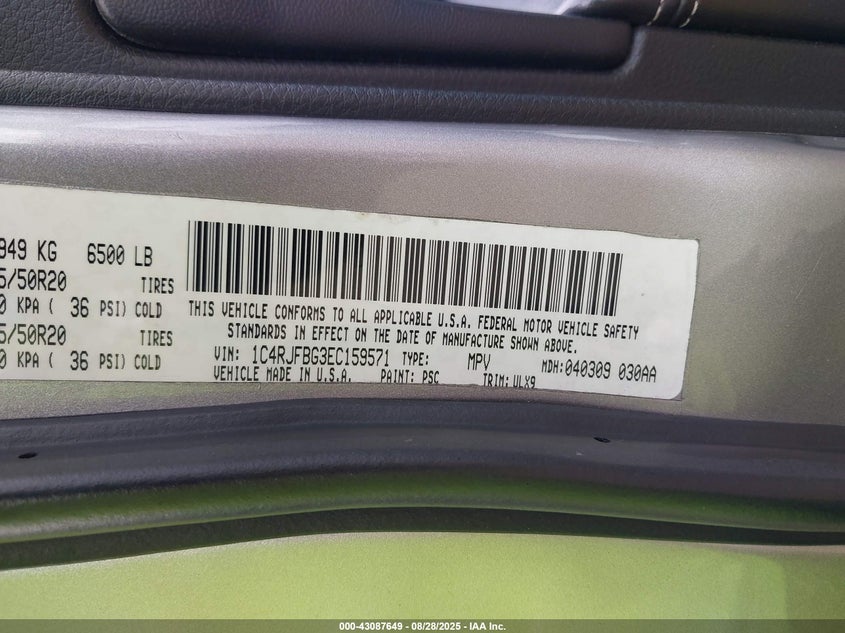 949 KG 6500 LB
5/50R20 TIRES
0 KPA ( 36 PSI) COLD
5/50R20 TIRES
0 KPA ( 36 PSI) COLD
THIS VEHICLE CONFORMS TO ALL APPLICABLE U.S.A. FEDERAL MOTOR VEHICLE SAFETY
STANDARDS IN EFFECT ON THE DATE OF MANUFACTURE SHOWN ABOVE.
VIN: 1C4RJFBG3EC159571 TYPE: MPV MDH:040309 030AA
VEHICLE MADE IN U.S.A. PAINT: PSC TRIM: ULX9
000-43087649 - 08/28/2025 - IAA Inc.